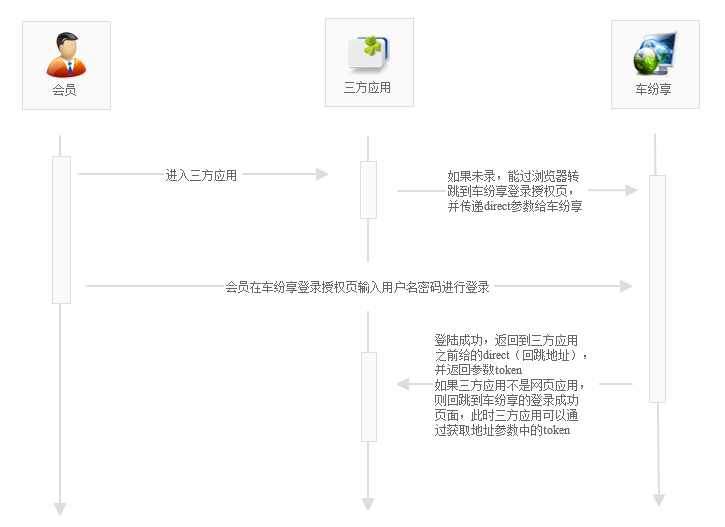 会员
三方应用
车纷享
进入三方应用
如果未录，能过浏览器转
跳到车纷享登录授权页，
并传递direct参数给车纷享
会员在车纷享登录授权页输入用户名密码进行登录
登陆成功，返回到三方应用
之前给的direct（回跳地址），
并返回参数token
如果三方应用不是网页应用，
则回跳到车纷享的登录成功
页面，此时三方应用可以通
过获取地址参数中的token